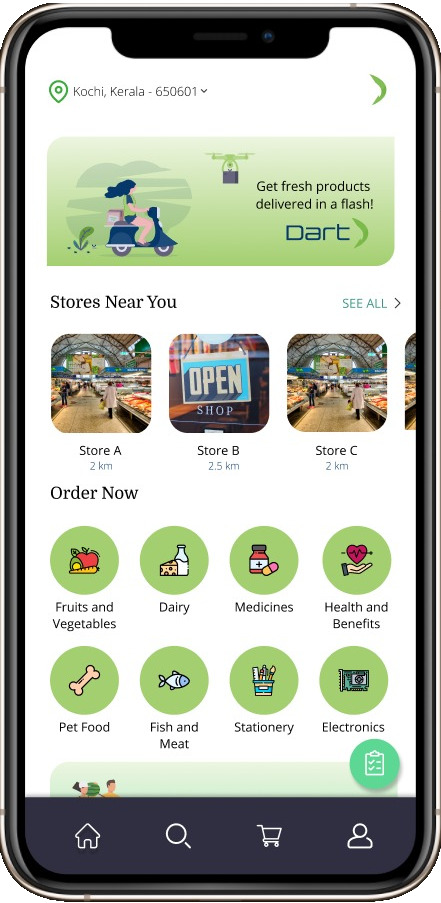 Kochi, Kerala - 650601
Get fresh products
delivered in a flash!
Dart
Stores Near You
SEE ALL
OPEN
SHOP
Store A
2 km
Store B
2.5 km
Store C
2 km
Order Now
Fruits and
Vegetables
Dairy
Medicines
Health and
Benefits
Pet Food
Fish and
Meat
Stationery
Electronics